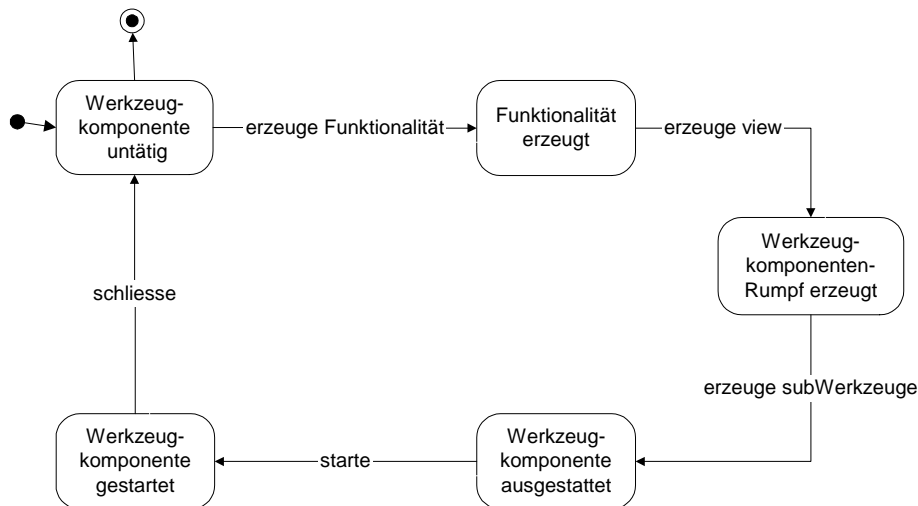 Werkzeug-
komponente
untätig
erzeuge Funktionalität
Funktionalität
erzeugt
erzeuge view
Werkzeug-
komponenten-
Rumpf erzeugt
erzeuge subWerkzeuge
Werkzeug-
komponente
ausgestattet
starte
Werkzeug-
komponente
gestartet
schliesse